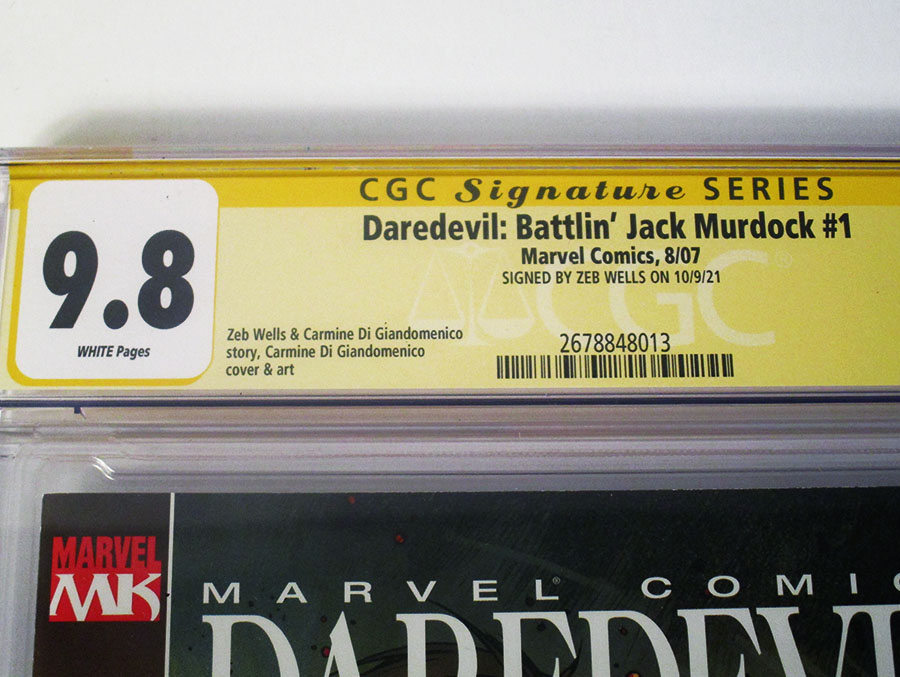 CGC Signature SERIES
Daredevil: Battlin' Jack Murdock #1
Marvel Comics, 8/07
SIGNED BY ZEB WELLS ON 10/9/21
9.8
WHITE Pages
Zeb Wells & Carmine Di Giandomenico
story, Carmine Di Giandomenico
cover & art
CGC®
2678848013
MARVEL
MK
MARVEL® COMIC
DAREDEVI